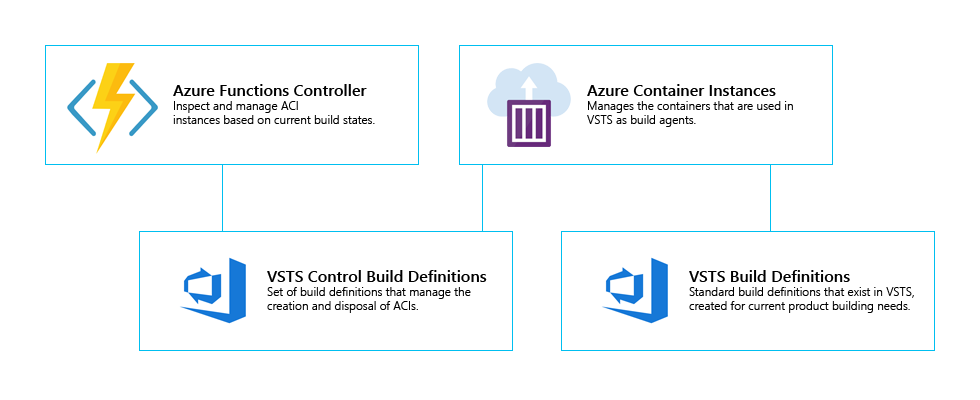 Azure Functions Controller
Inspect and manage ACI
instances based on current build states.
Azure Container Instances
Manages the containers that are used in
VSTS as build agents.
VSTS Control Build Definitions
Set of build definitions that manage the
creation and disposal of ACIs.
VSTS Build Definitions
Standard build definitions that exist in VSTS,
created for current product building needs.